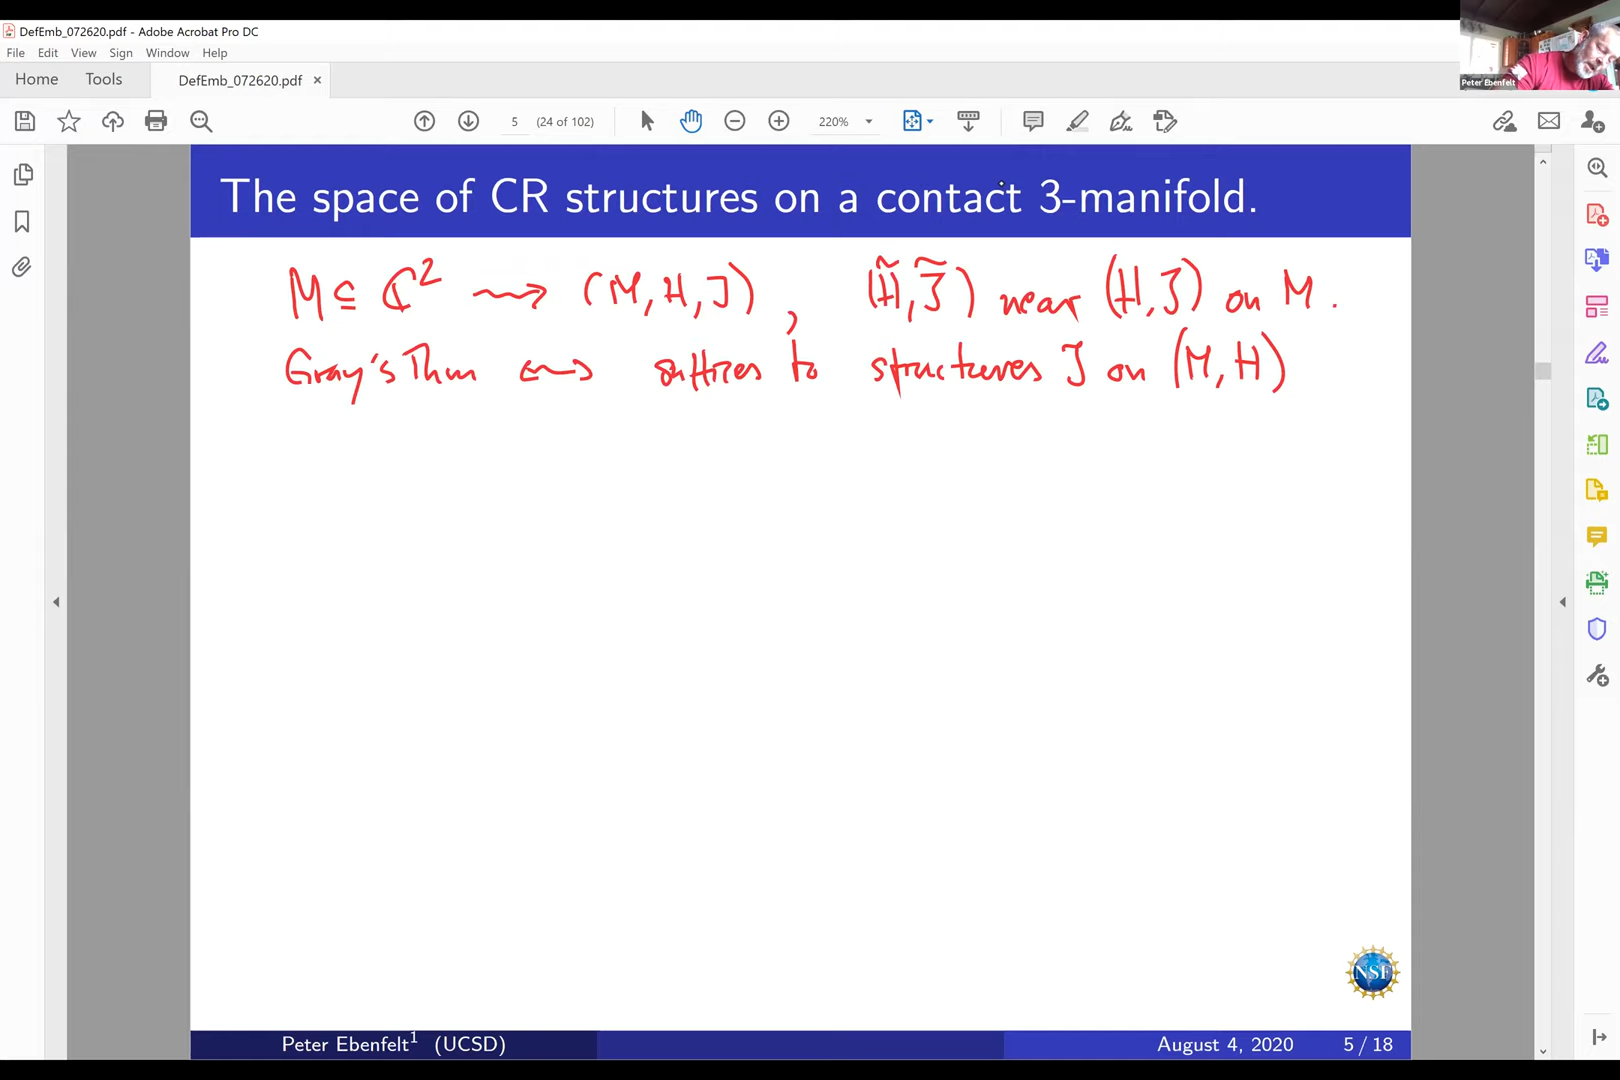 DefEmb_072620.pdf - Adobe Acrobat Pro DC
File Edit View Sign Window Help
Home Tools DefEmb_072620.pdf ×
5 (24 of 102) 220%
Peter Ebenfelt
The space of CR structures on a contact 3-manifold.
M ⊆ ℂ² ⇝ (M, H, J), (H̃, J̃) near (H, J) on M.
Gray's Thm ⟿ suffices to structures J on (M, H)
NSF
Peter Ebenfelt¹ (UCSD) August 4, 2020 5 / 18